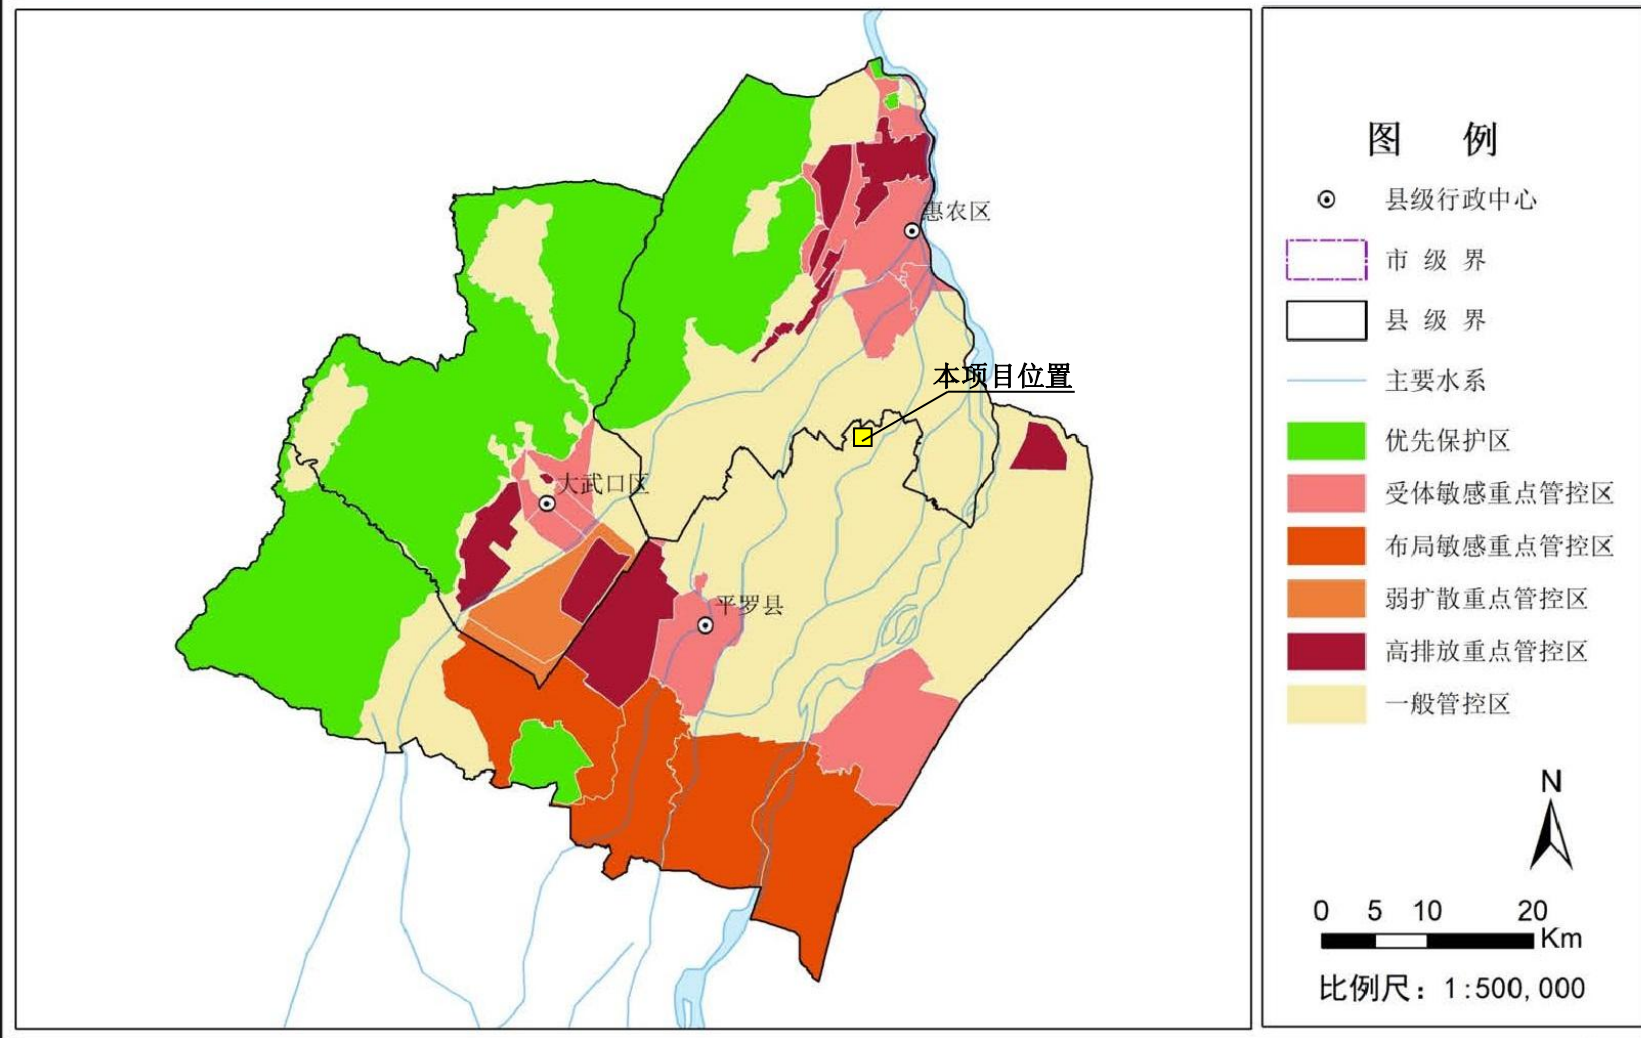 惠农区
本项目位置
大武口区
平罗县
图 例
县级行政中心
市 级 界
县 级 界
主要水系
优先保护区
受体敏感重点管控区
布局敏感重点管控区
弱扩散重点管控区
高排放重点管控区
一般管控区
N
0 5 10 20
Km
比例尺：1:500,000